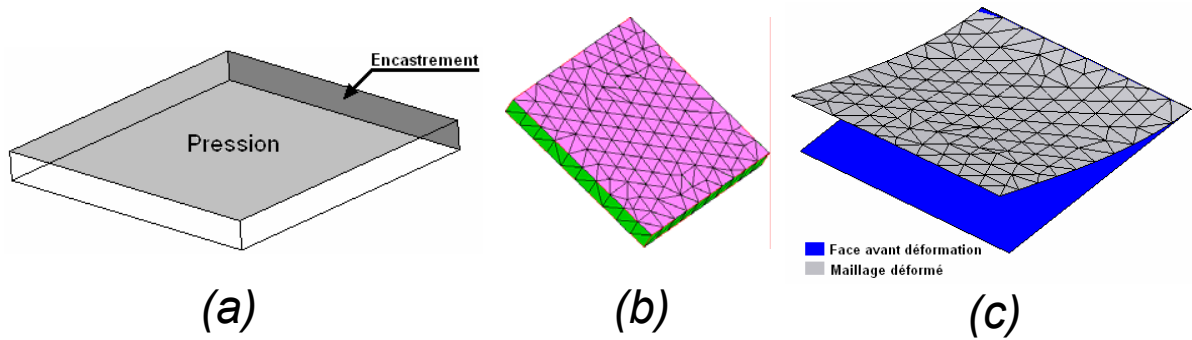 Encastrement
Pression
Face avant déformation
Maillage déformé
(a)
(b)
(c)